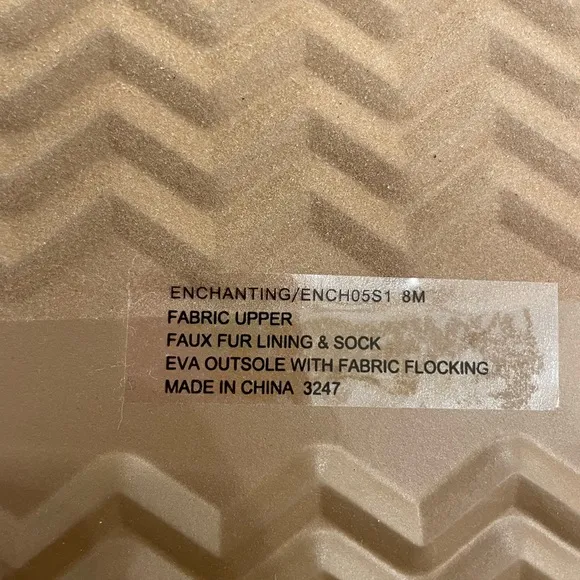 ENCHANTING/ENCH05S1 8M
FABRIC UPPER
FAUX FUR LINING & SOCK
EVA OUTSOLE WITH FABRIC FLOCKING
MADE IN CHINA 3247